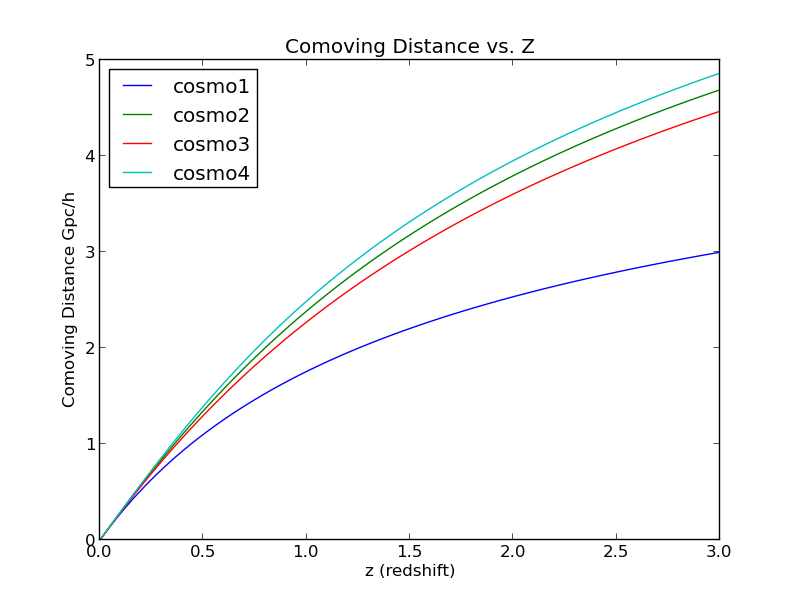 Comoving Distance vs. Z
cosmo1
cosmo2
cosmo3
cosmo4
Comoving Distance Gpc/h
5
4
3
2
1
0
0.0 0.5 1.0 1.5 2.0 2.5 3.0
z (redshift)